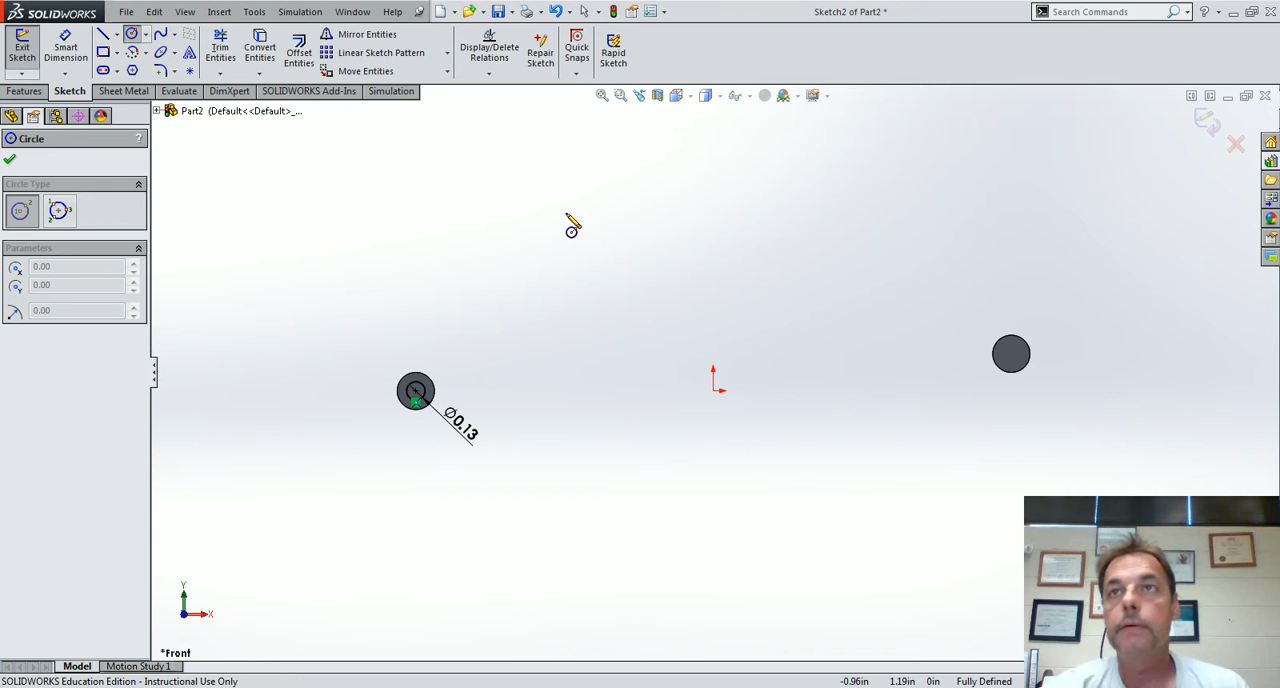 SOLIDWORKS File Edit View Insert Tools Simulation Window Help Sketch2 of Part2 * Search Commands ?
Exit Sketch
Smart Dimension
Trim Entities
Convert Entities
Offset Entities
Mirror Entities
Linear Sketch Pattern
Move Entities
Display/Delete Relations
Repair Sketch
Quick Snaps
Rapid Sketch
Features Sketch Sheet Metal Evaluate DimXpert SOLIDWORKS Add-Ins Simulation
Part2 (Default<<Default>_...
Circle ?
Circle Type
Parameters
0.00
0.00
0.00
Ø0.13
Y
X
*Front
Model Motion Study 1
SOLIDWORKS Education Edition - Instructional Use Only -0.96in 1.19in 0in Fully Defined